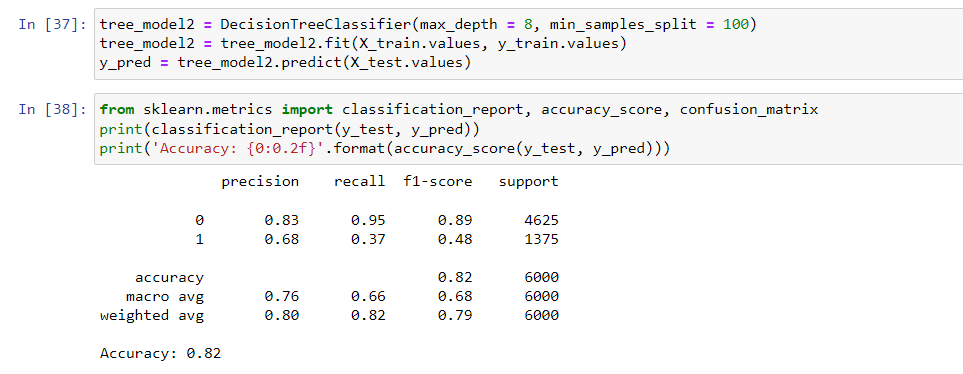 In [37]: tree_model2 = DecisionTreeClassifier(max_depth = 8, min_samples_split = 100)
tree_model2 = tree_model2.fit(X_train.values, y_train.values)
y_pred = tree_model2.predict(X_test.values)
In [38]: from sklearn.metrics import classification_report, accuracy_score, confusion_matrix
print(classification_report(y_test, y_pred))
print('Accuracy: {0:0.2f}'.format(accuracy_score(y_test, y_pred)))
precision recall f1-score support
0 0.83 0.95 0.89 4625
1 0.68 0.37 0.48 1375
accuracy 0.82 6000
macro avg 0.76 0.66 0.68 6000
weighted avg 0.80 0.82 0.79 6000
Accuracy: 0.82